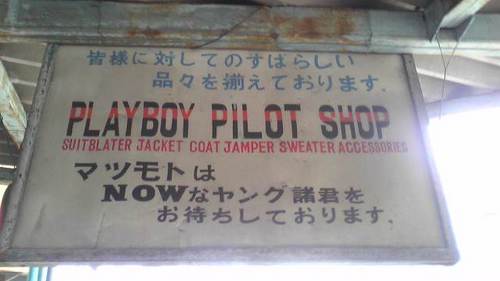 皆様に対してのすばらしい
品々を揃えております.
PLAYBOY PILOT SHOP
SUITBLATER JACKET COAT JAMPER SWEATER ACCESSORIES
マツモトは
NOWなヤング諸君を
お待ちしております.